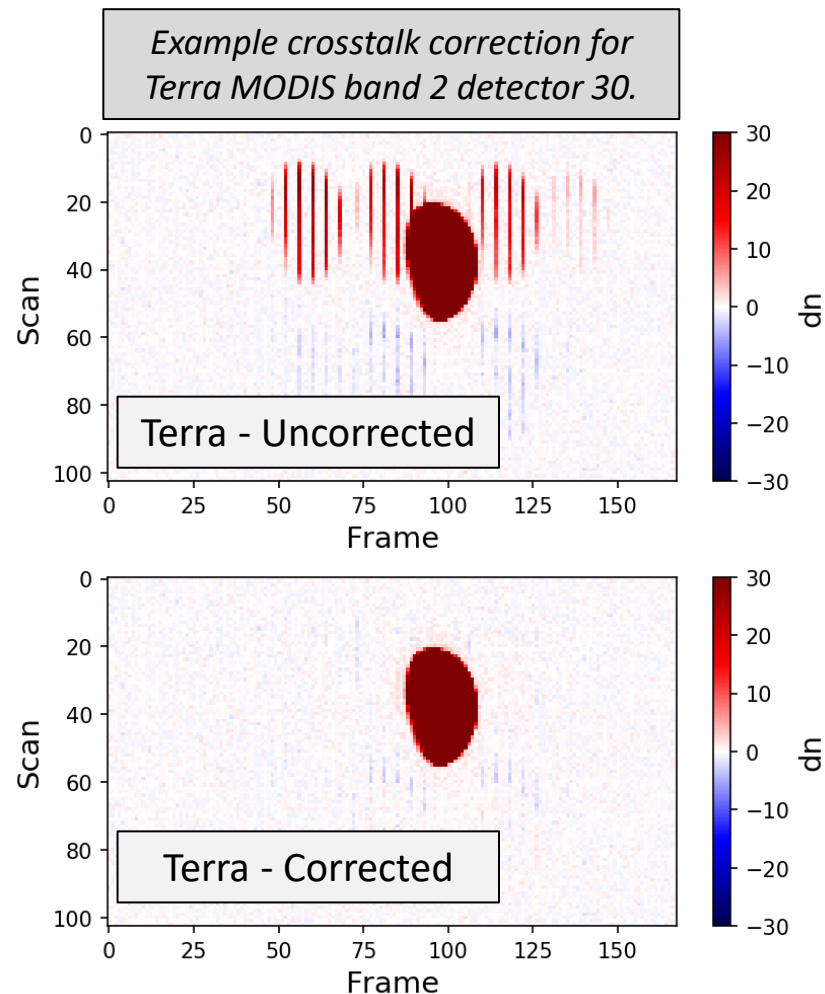 Example crosstalk correction for
Terra MODIS band 2 detector 30.
0
20
40
60
80
100
Scan
0 25 50 75 100 125 150
Frame
Terra - Uncorrected
30
20
10
0
−10
−20
−30
dn
0
20
40
60
80
100
Scan
0 25 50 75 100 125 150
Frame
Terra - Corrected
30
20
10
0
−10
−20
−30
dn